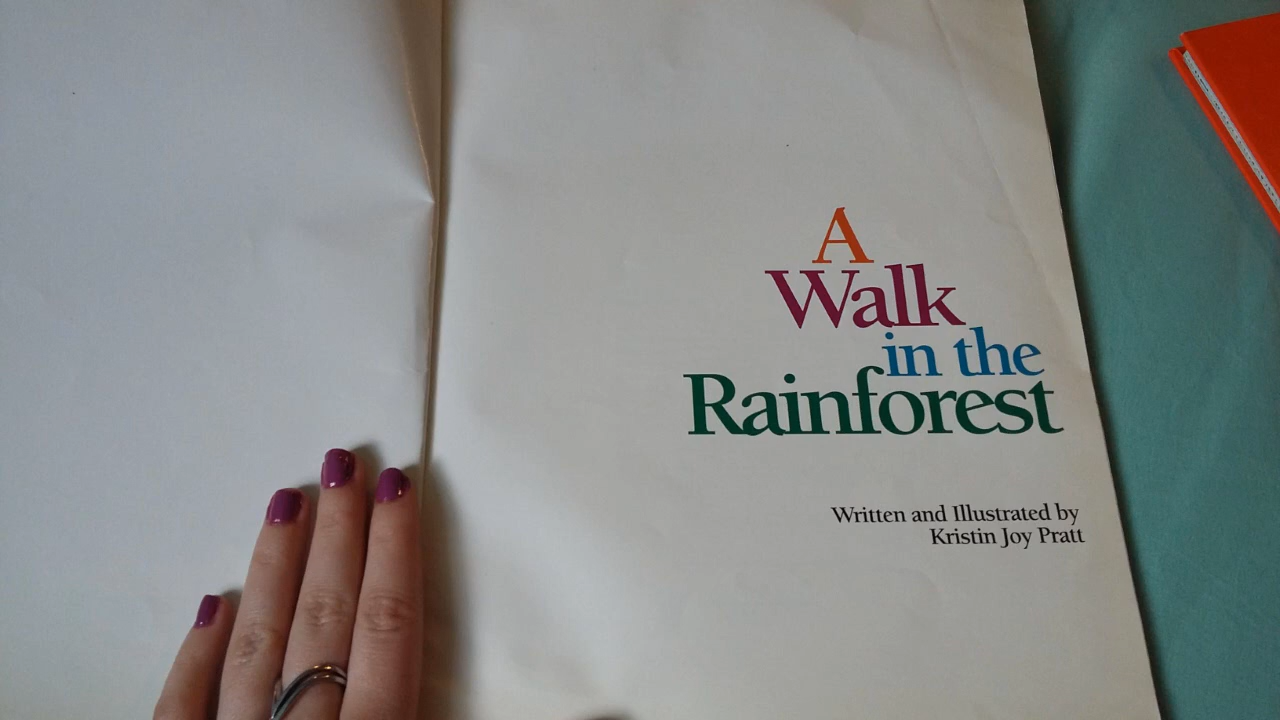 A
Walk
in the
Rainforest
Written and Illustrated by
Kristin Joy Pratt